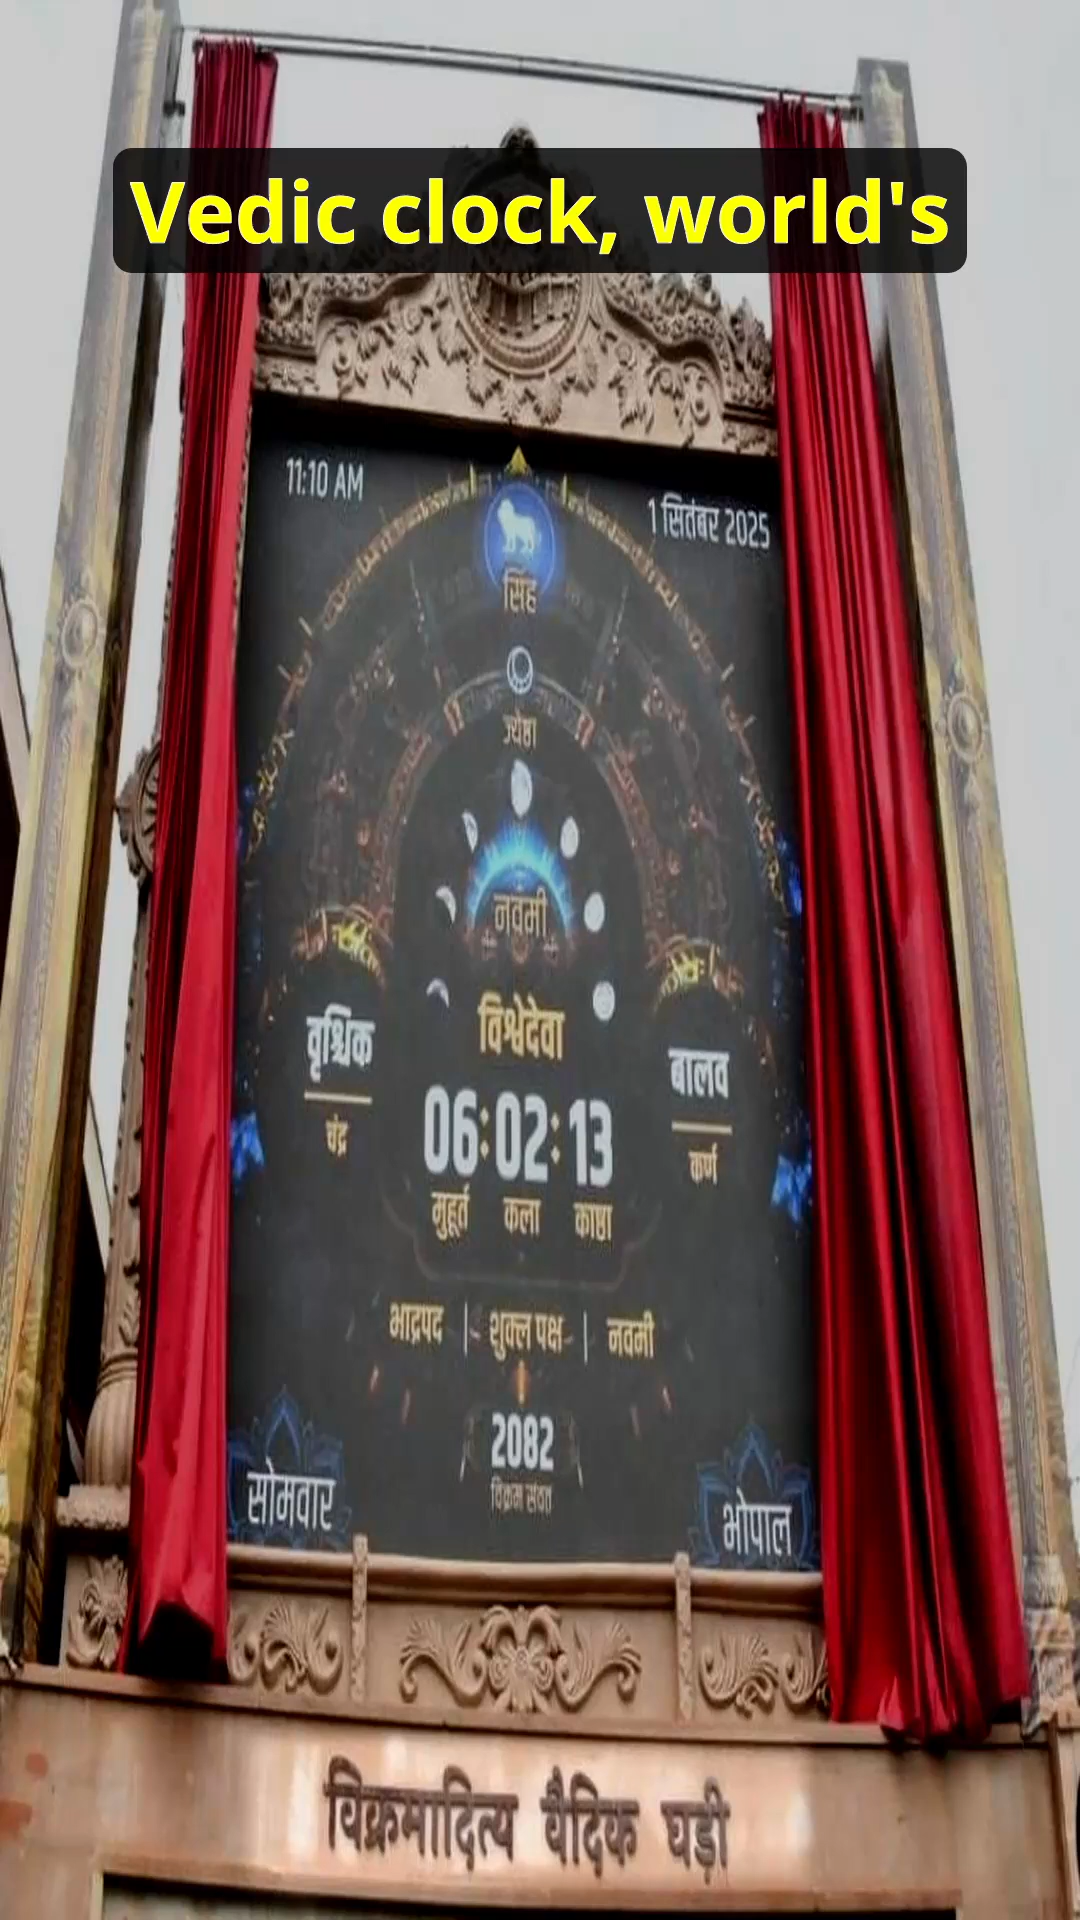 Vedic clock, world's
11:10 AM
1 सितंबर 2025
सिंह
ज्येष्ठा
नवमी
विश्वेदेवा
वृश्चिक
चंद्र
बालव
कर्ण
06:02:13
मुहूर्त कला काष्ठा
भाद्रपद | शुक्ल पक्ष | नवमी
2082
विक्रम संवत
सोमवार
भोपाल
विक्रमादित्य वैदिक घड़ी